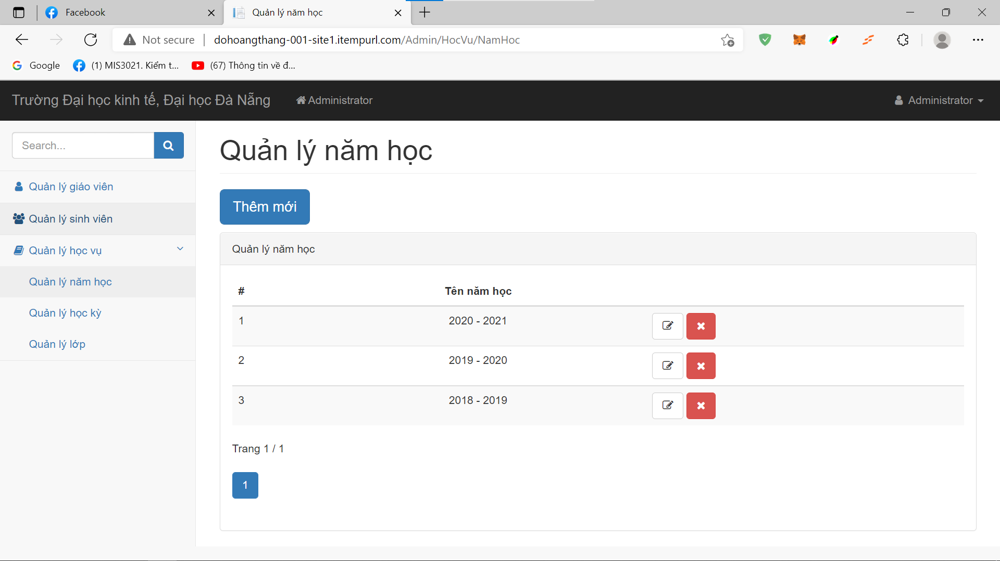 Facebook
Quản lý năm học
Not secure
dohoangthang-001-site1.itempurl.com/Admin/HocVu/NamHoc
Google
(1) MIS3021. Kiểm t...
(67) Thông tin về đ...
Trường Đại học kinh tế, Đại học Đà Nẵng
Administrator
Administrator
Search...
Quản lý giáo viên
Quản lý sinh viên
Quản lý học vụ
Quản lý năm học
Quản lý học kỳ
Quản lý lớp
Quản lý năm học
Thêm mới
Quản lý năm học
# Tên năm học
1 2020 - 2021
2 2019 - 2020
3 2018 - 2019
Trang 1 / 1
1